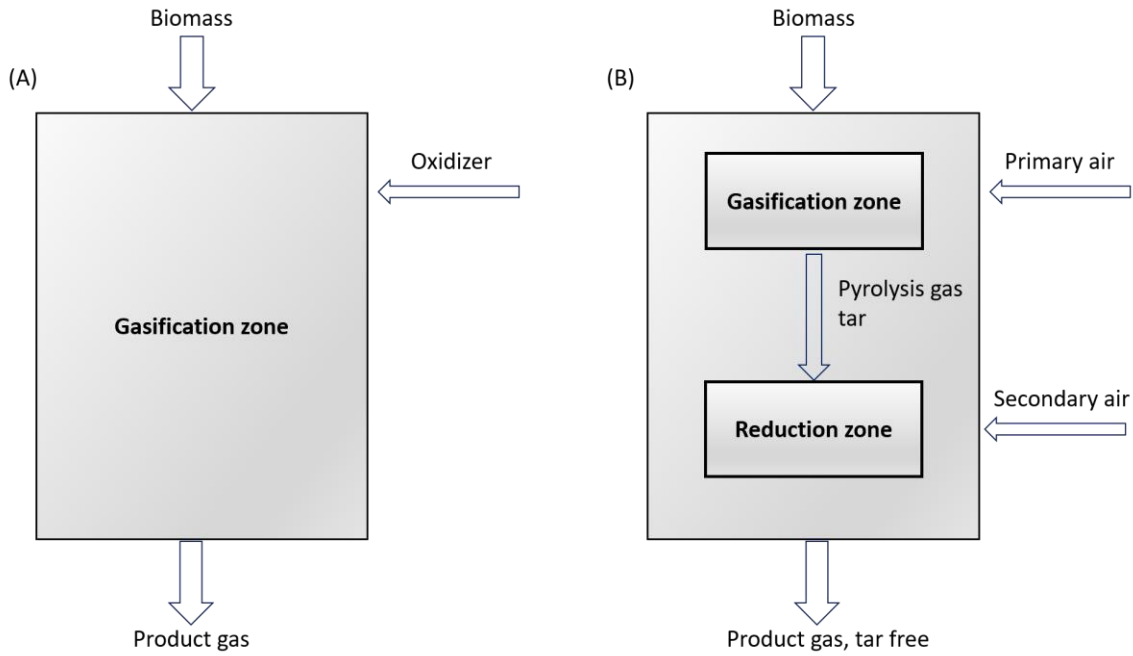 (A)
Biomass
Oxidizer
Gasification zone
Product gas
(B)
Biomass
Primary air
Gasification zone
Pyrolysis gas
tar
Secondary air
Reduction zone
Product gas, tar free